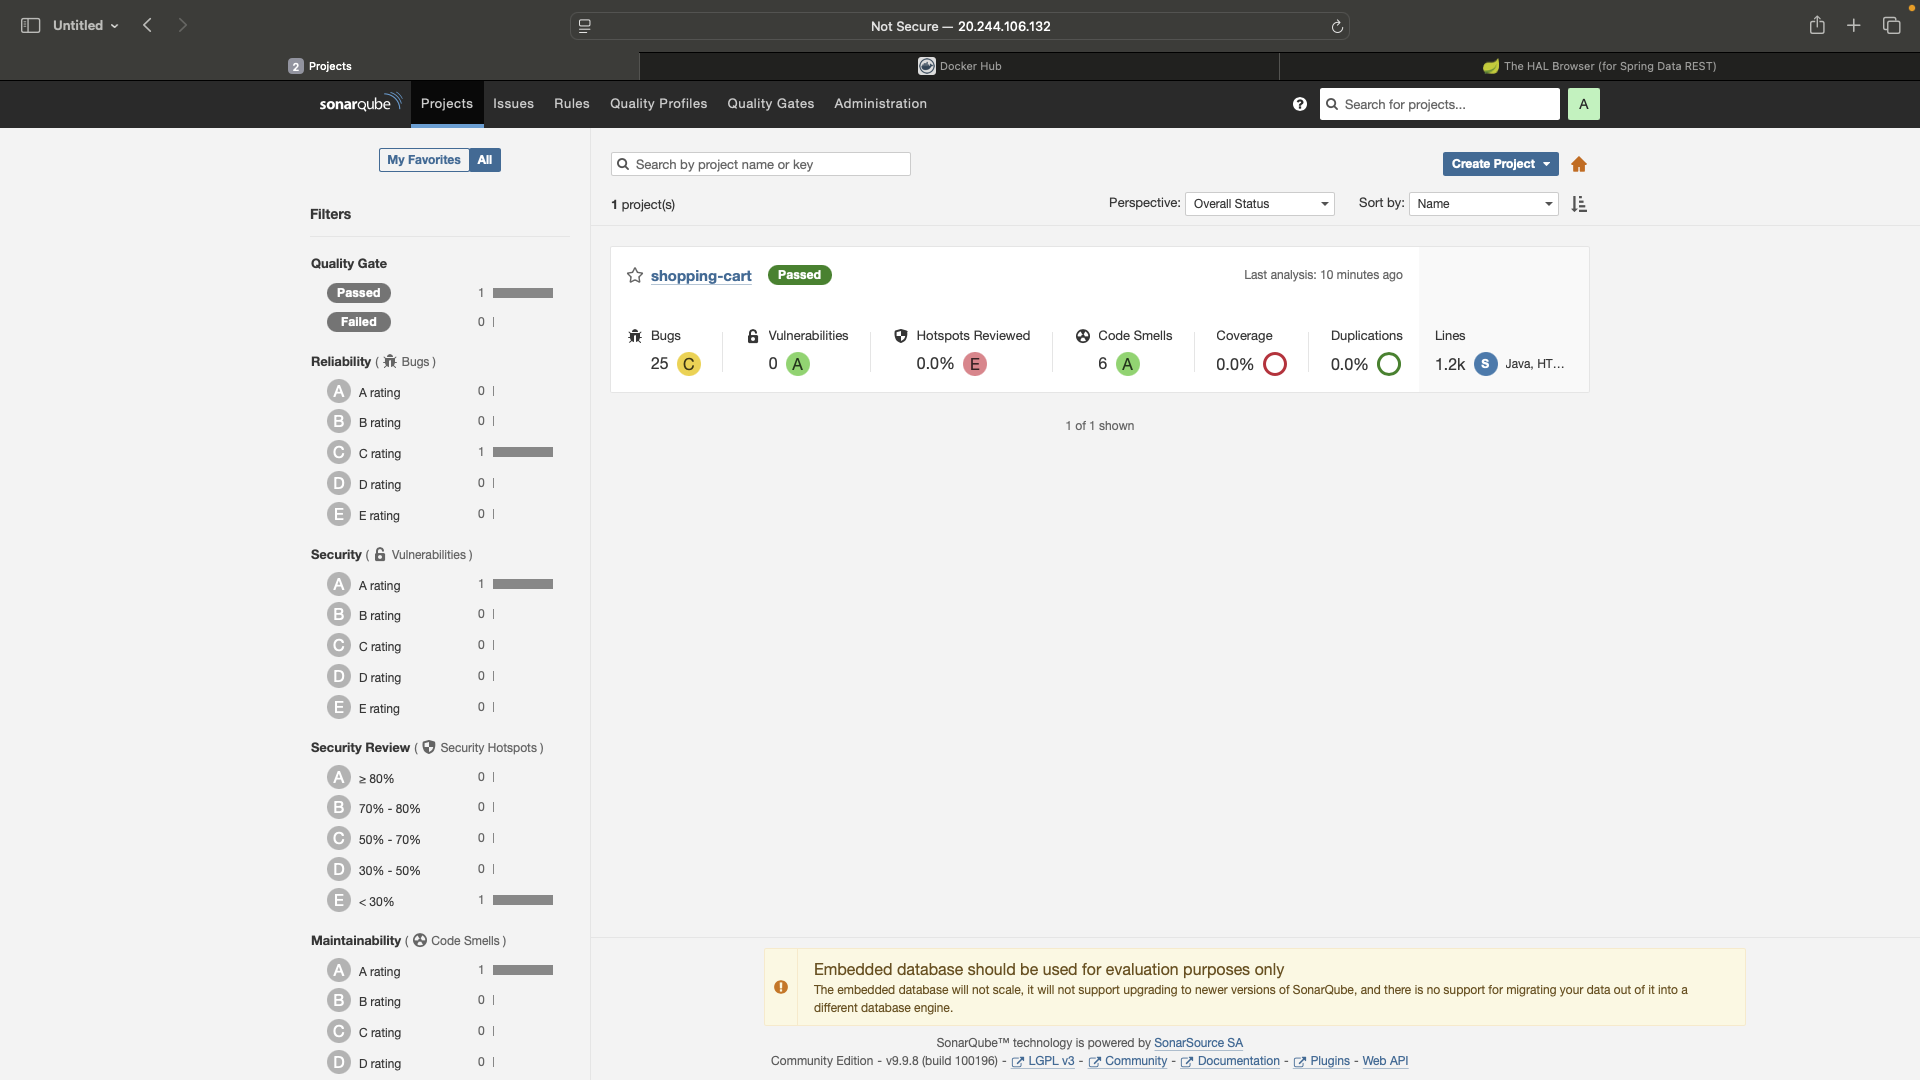 Untitled
Not Secure — 20.244.106.132
2 Projects
Docker Hub
The HAL Browser (for Spring Data REST)
sonarqube
Projects Issues Rules Quality Profiles Quality Gates Administration
? Search for projects... A
My Favorites All
Filters
Quality Gate
Passed 1
Failed 0
Reliability ( Bugs )
A A rating 0
B B rating 0
C C rating 1
D D rating 0
E E rating 0
Security ( Vulnerabilities )
A A rating 1
B B rating 0
C C rating 0
D D rating 0
E E rating 0
Security Review ( Security Hotspots )
A ≥ 80% 0
B 70% - 80% 0
C 50% - 70% 0
D 30% - 50% 0
E < 30% 1
Maintainability ( Code Smells )
A A rating 1
B B rating 0
C C rating 0
D D rating 0
Search by project name or key
Create Project
1 project(s)
Perspective: Overall Status
Sort by: Name
shopping-cart Passed
Last analysis: 10 minutes ago
Bugs Vulnerabilities Hotspots Reviewed Code Smells Coverage Duplications Lines
25 C 0 A 0.0% E 6 A 0.0% 0.0% 1.2k S Java, HT...
1 of 1 shown
Embedded database should be used for evaluation purposes only
The embedded database will not scale, it will not support upgrading to newer versions of SonarQube, and there is no support for migrating your data out of it into a
different database engine.
SonarQube™ technology is powered by SonarSource SA
Community Edition - v9.9.8 (build 100196) - LGPL v3 - Community - Documentation - Plugins - Web API